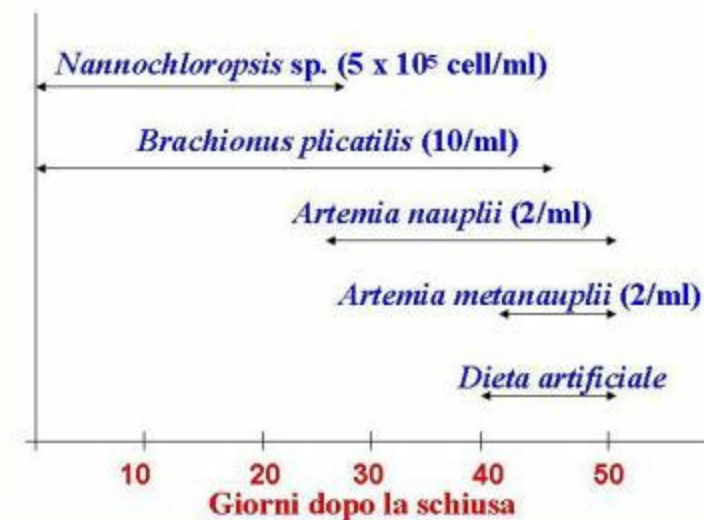 Nannochloropsis sp. (5 x 10⁵ cell/ml)
Brachionus plicatilis (10/ml)
Artemia nauplii (2/ml)
Artemia metanauplii (2/ml)
Dieta artificiale
10 20 30 40 50
Giorni dopo la schiusa